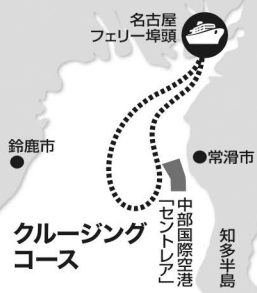 名古屋
フェリー埠頭
鈴鹿市
常滑市
中部国際空港
「セントレア」
知多半島
クルージング
コース